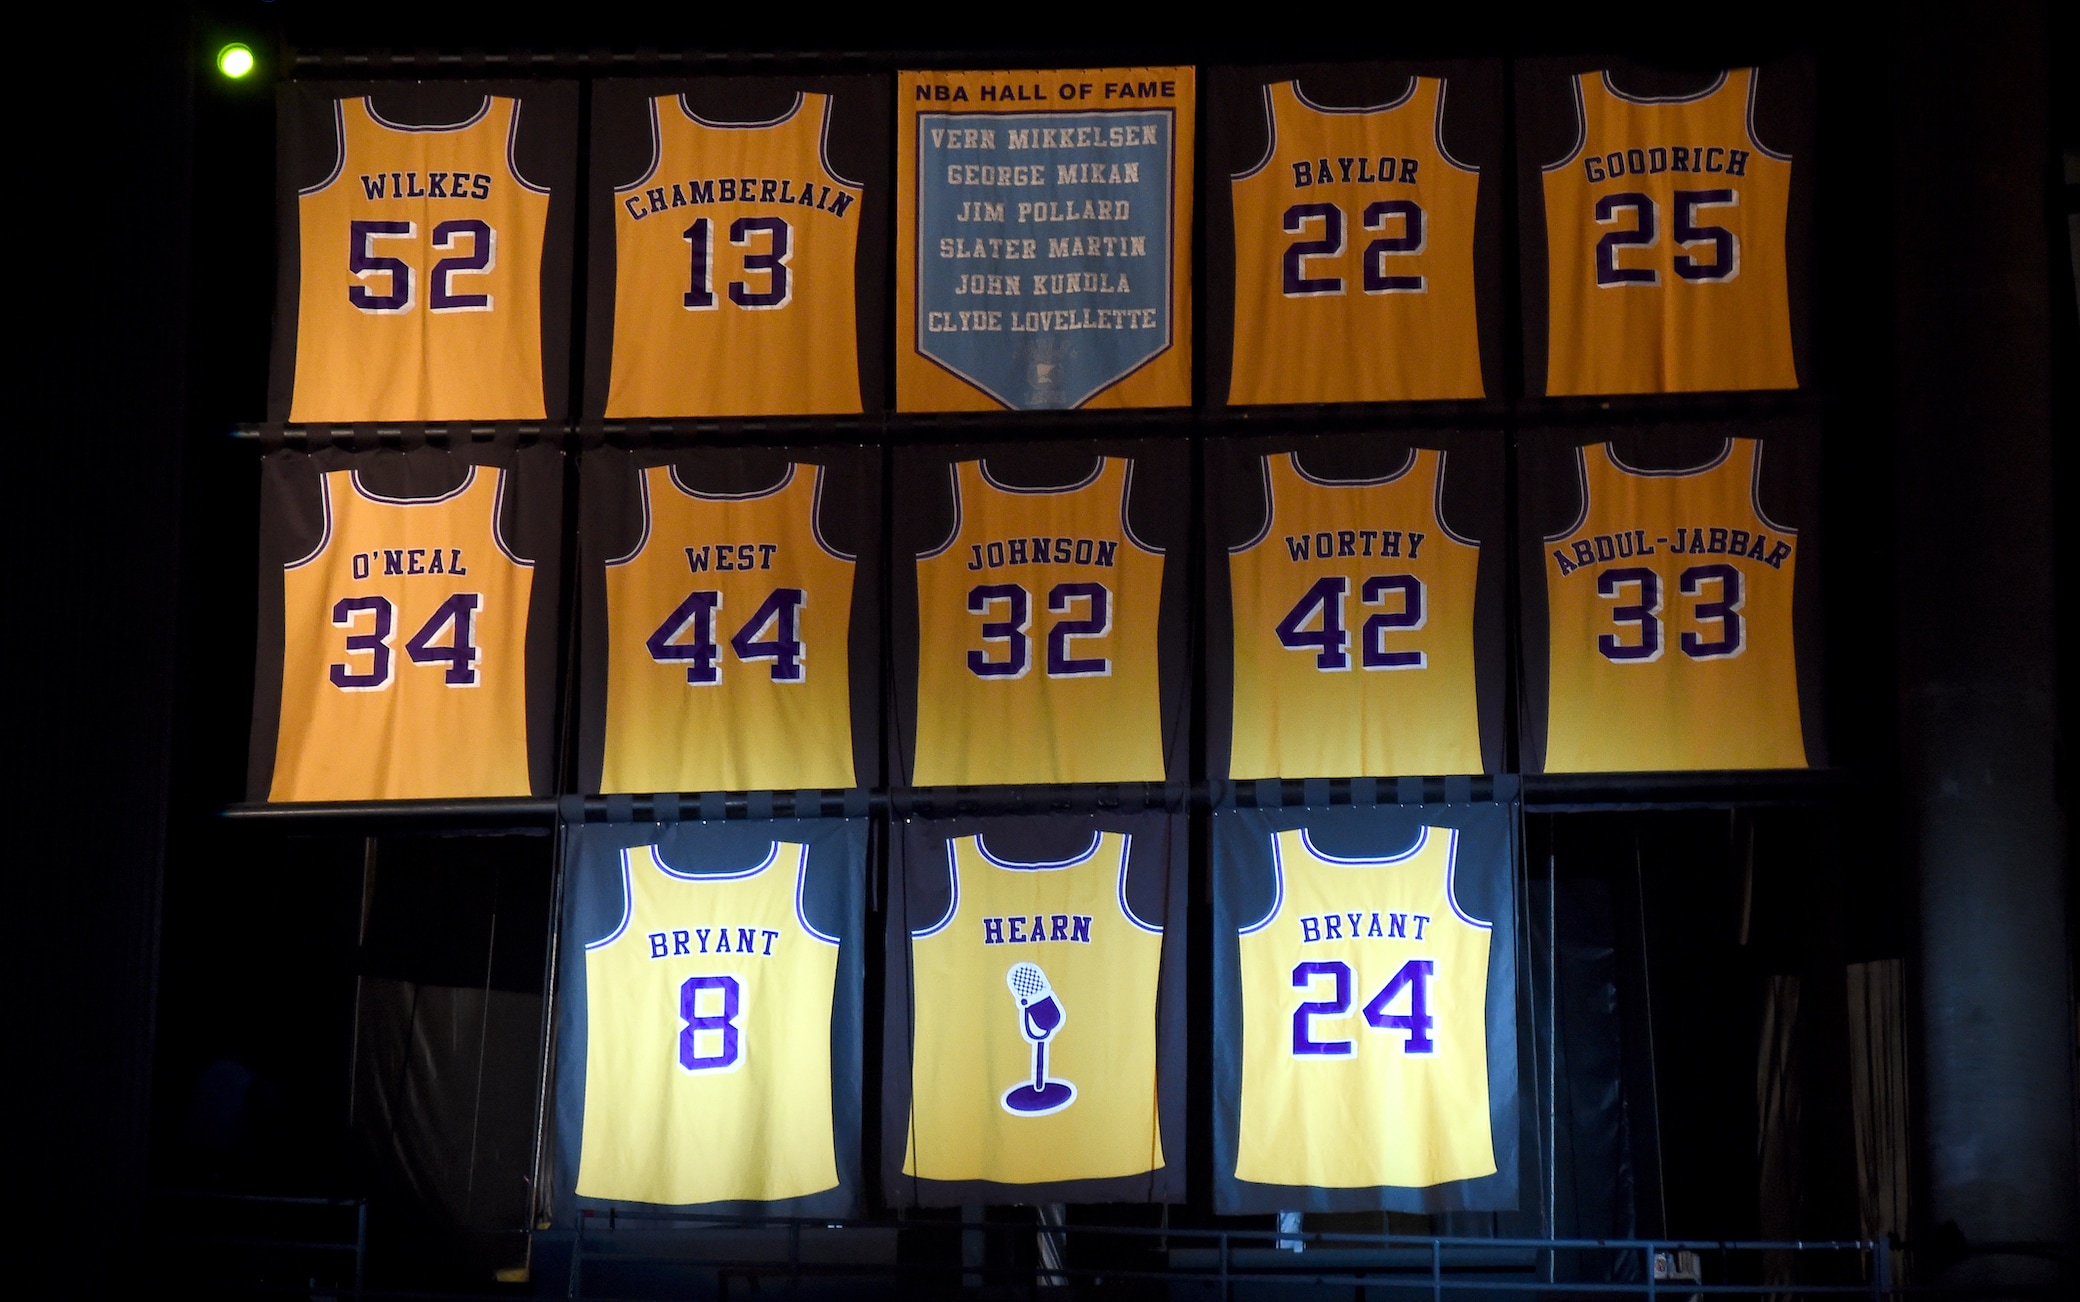 WILKES
52
CHAMBERLAIN
13
NBA HALL OF FAME
VERN MIKKELSEN
GEORGE MIKAN
JIM POLLARD
SLATER MARTIN
JOHN KUNDLA
CLYDE LOVELLETTE
BAYLOR
22
GOODRICH
25
O'NEAL
34
WEST
44
JOHNSON
32
WORTHY
42
ABDUL-JABBAR
33
BRYANT
8
HEARN
BRYANT
24